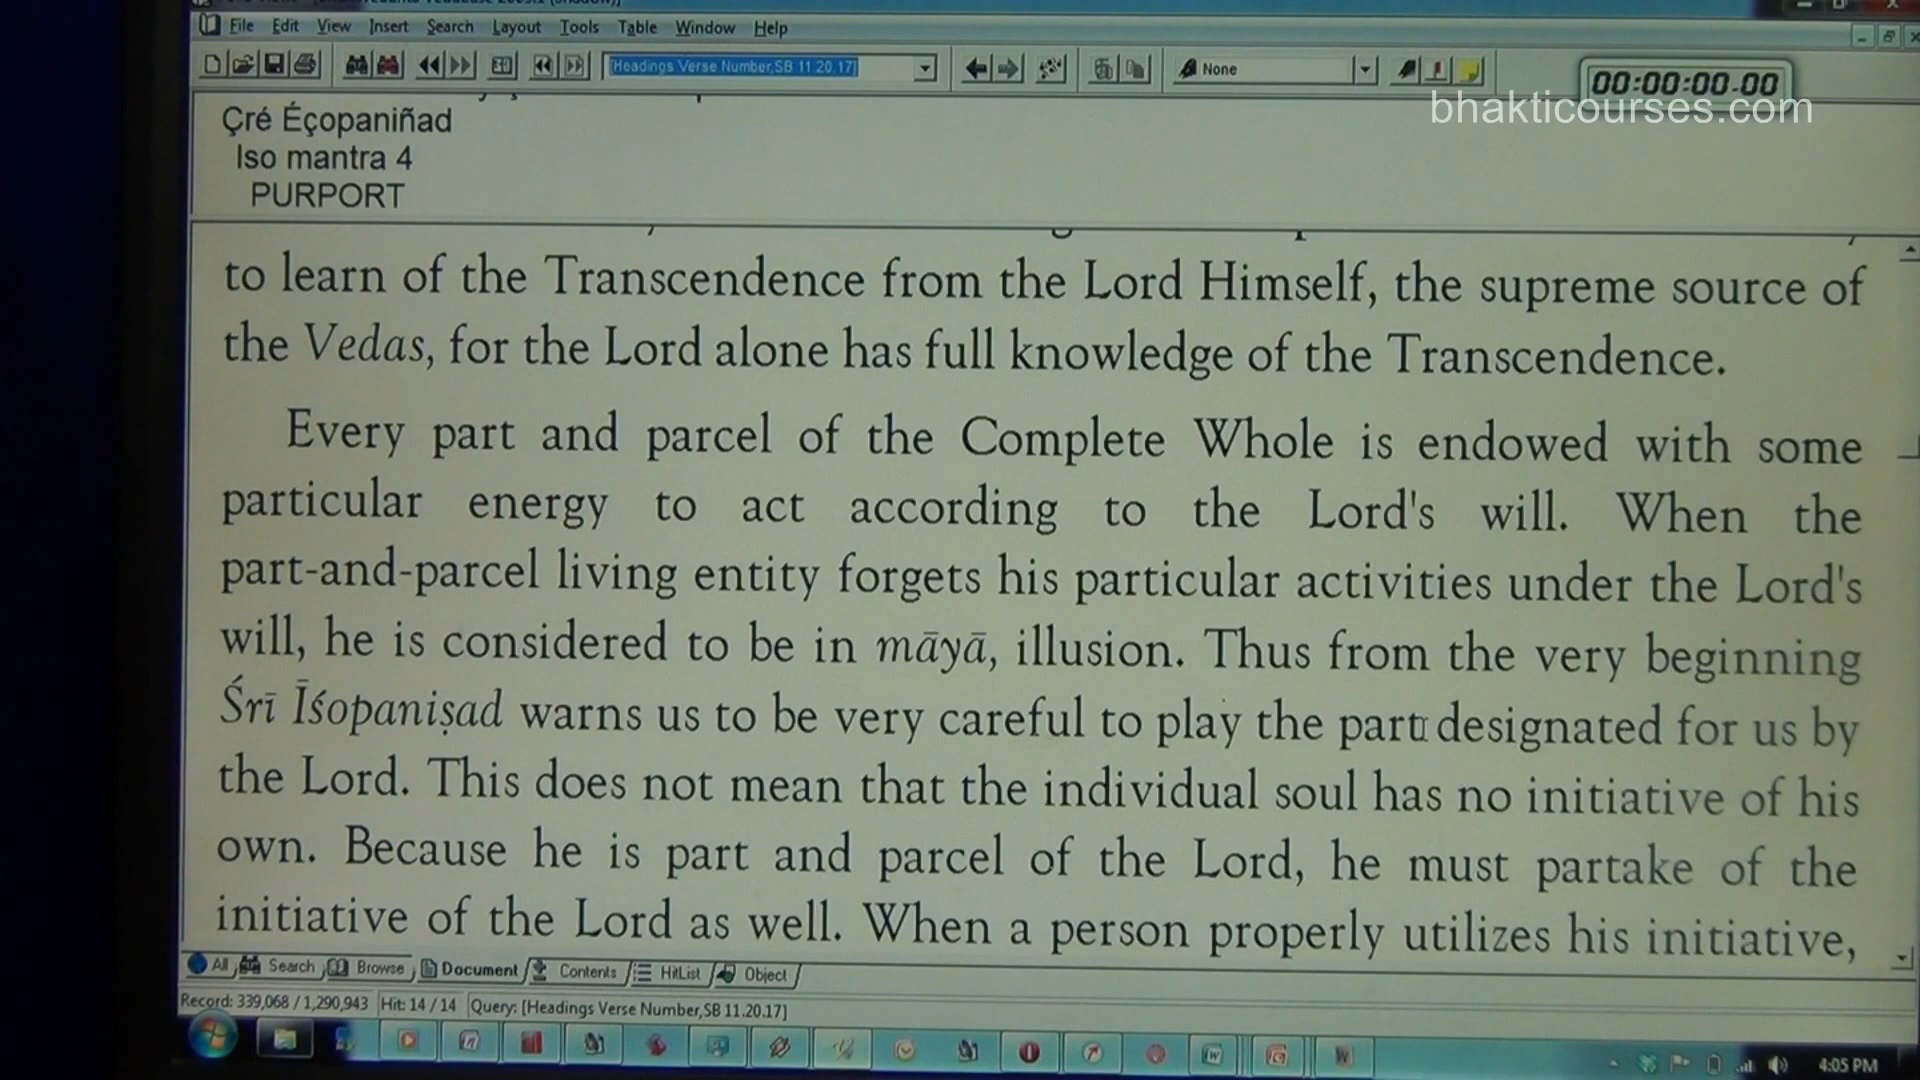 File Edit View Insert Search Layout Tools Table Window Help
[Headings Verse Number,SB 11.20.17]
None
00:00:00.00
bhakticourses.com
Çré Éçopaniñad
Iso mantra 4
PURPORT
to learn of the Transcendence from the Lord Himself, the supreme source of
the Vedas, for the Lord alone has full knowledge of the Transcendence.
Every part and parcel of the Complete Whole is endowed with some
particular energy to act according to the Lord's will. When the
part-and-parcel living entity forgets his particular activities under the Lord's
will, he is considered to be in māyā, illusion. Thus from the very beginning
Śrī Īśopaniṣad warns us to be very careful to play the part designated for us by
the Lord. This does not mean that the individual soul has no initiative of his
own. Because he is part and parcel of the Lord, he must partake of the
initiative of the Lord as well. When a person properly utilizes his initiative,
All Search Browse Document Contents HitList Object
Record: 339,068 / 1,290,943 Hit: 14 / 14 Query: [Headings Verse Number,SB 11.20.17]
4:05 PM